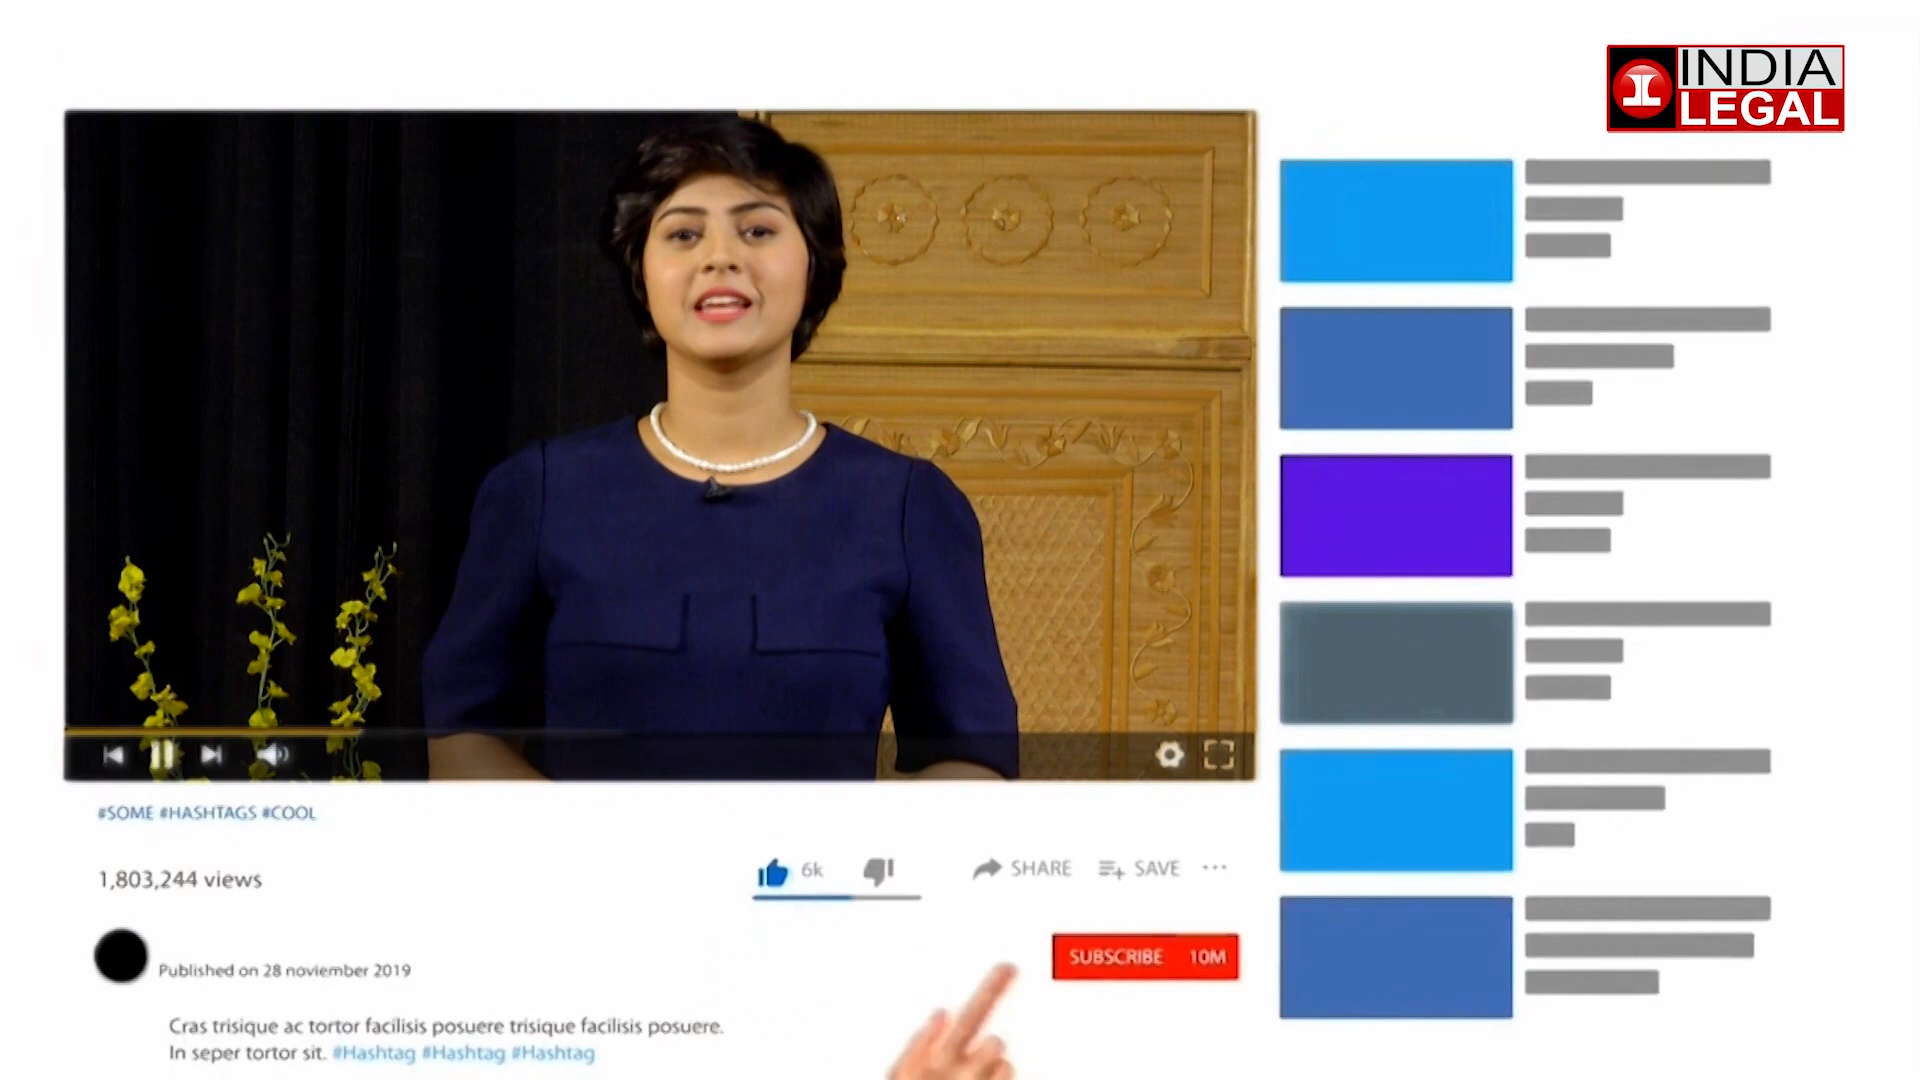 INDIA
LEGAL
#SOME #HASHTAGS #COOL
1,803,244 views
6k
SHARE
SAVE
Published on 28 noviember 2019
SUBSCRIBE 10M
Cras trisique ac tortor facilisis posuere trisique facilisis posuere.
In seper tortor sit. #Hashtag #Hashtag #Hashtag